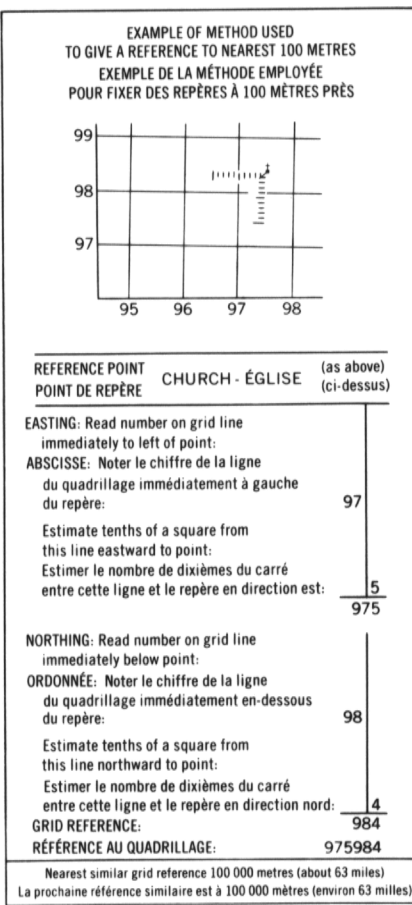 EXAMPLE OF METHOD USED
TO GIVE A REFERENCE TO NEAREST 100 METRES
EXEMPLE DE LA MÉTHODE EMPLOYÉE
POUR FIXER DES REPÈRES À 100 MÈTRES PRÈS
99
98
97
95 96 97 98
REFERENCE POINT
POINT DE REPÈRE
CHURCH - ÉGLISE
(as above)
(ci-dessus)
EASTING: Read number on grid line
immediately to left of point:
ABSCISSE: Noter le chiffre de la ligne
du quadrillage immédiatement à gauche
du repère: 97
Estimate tenths of a square from
this line eastward to point:
Estimer le nombre de dixièmes du carré
entre cette ligne et le repère en direction est: 5
975
NORTHING: Read number on grid line
immediately below point:
ORDONNÉE: Noter le chiffre de la ligne
du quadrillage immédiatement en-dessous
du repère: 98
Estimate tenths of a square from
this line northward to point:
Estimer le nombre de dixièmes du carré
entre cette ligne et le repère en direction nord: 4
GRID REFERENCE: 984
RÉFÉRENCE AU QUADRILLAGE: 975984
Nearest similar grid reference 100 000 metres (about 63 miles)
La prochaine référence similaire est à 100 000 mètres (environ 63 miles)